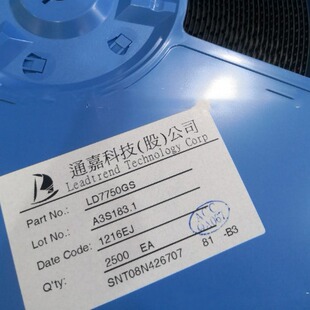 通嘉科技(股)公司
Leadtrend Technology Corp
Part No.: LD7750GS
Lot No.: A3S183.1
Date Code: 1216EJ
Q'ty: 2500 EA
SNT08N426707 81 -B3
ACC